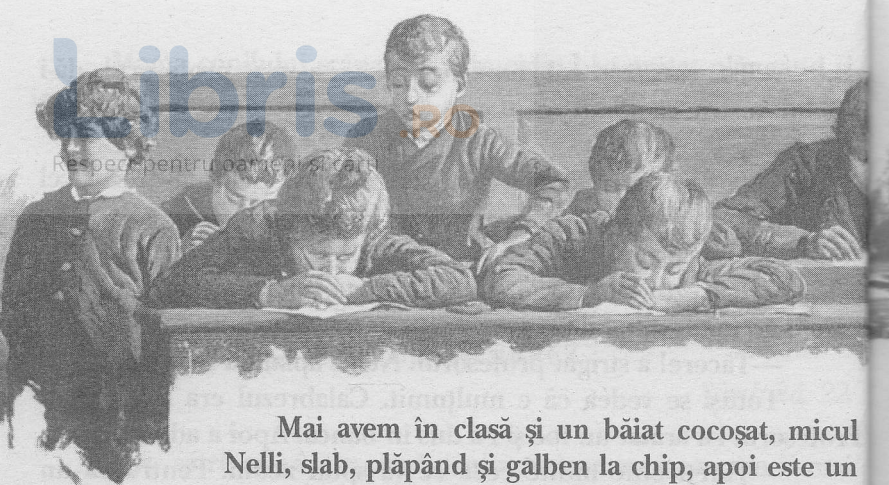 Libris
.RO
Respect pentru oameni și cărți
Mai avem în clasă și un băiat cocoșat, micul
Nelli, slab, plăpând și galben la chip, apoi este un